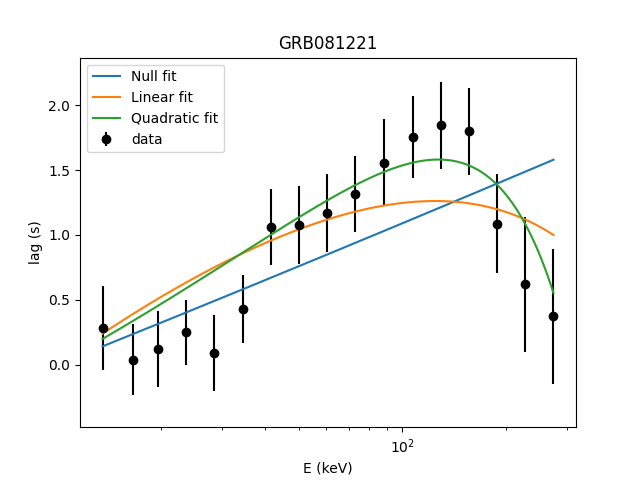 GRB081221
Null fit
Linear fit
Quadratic fit
data
2.0
1.5
1.0
0.5
0.0
lag (s)
10²
E (keV)